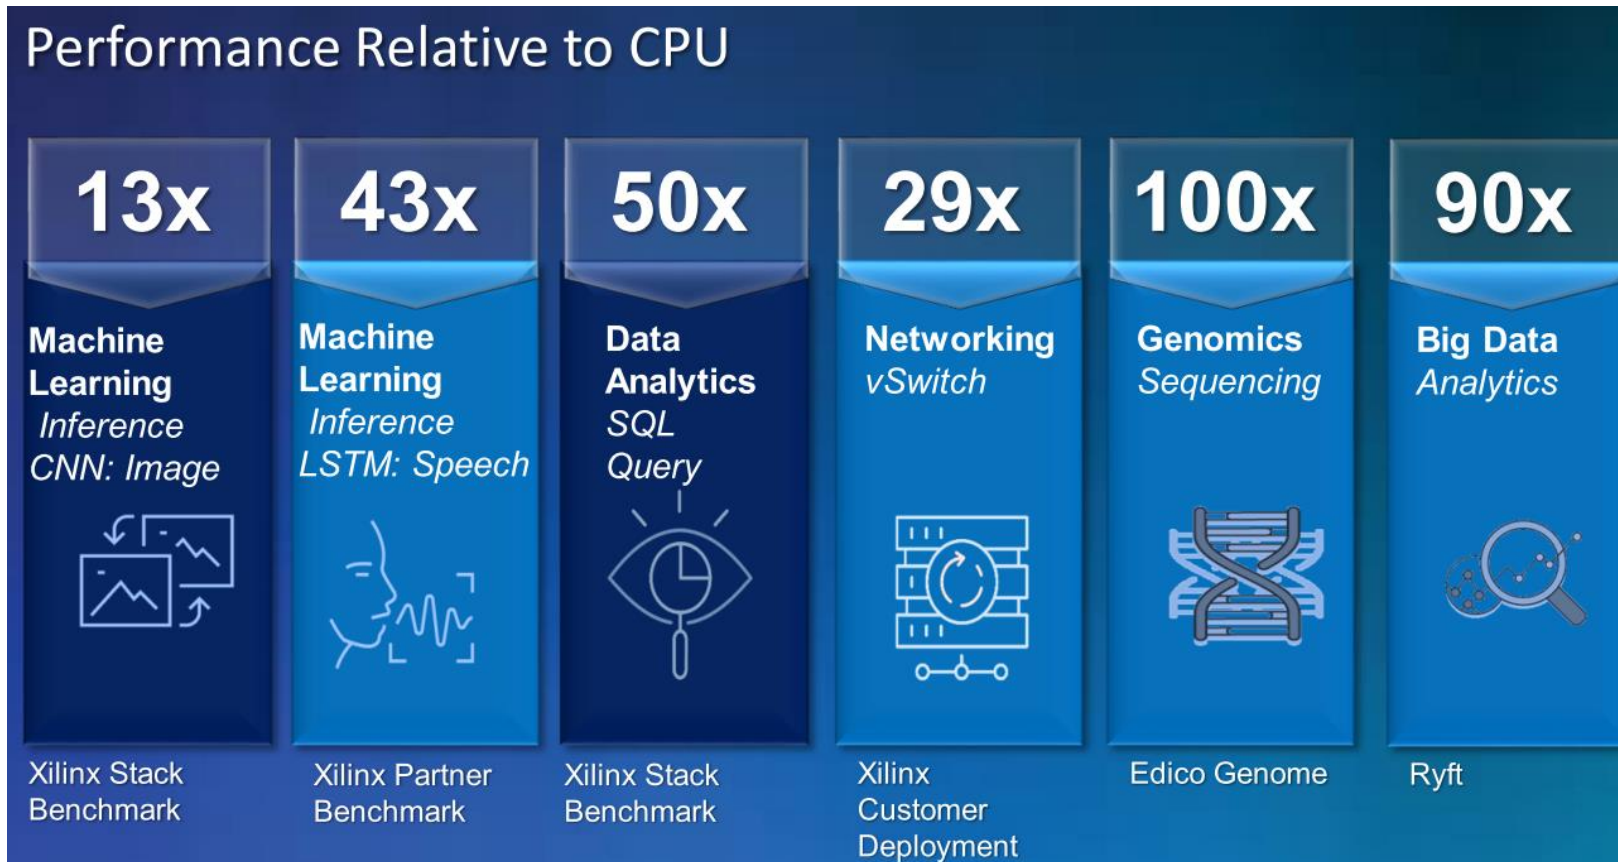 Performance Relative to CPU
13x
Machine
Learning
Inference
CNN: Image
Xilinx Stack
Benchmark
43x
Machine
Learning
Inference
LSTM: Speech
Xilinx Partner
Benchmark
50x
Data
Analytics
SQL
Query
Xilinx Stack
Benchmark
29x
Networking
vSwitch
Xilinx
Customer
Deployment
100x
Genomics
Sequencing
Edico Genome
90x
Big Data
Analytics
Ryft